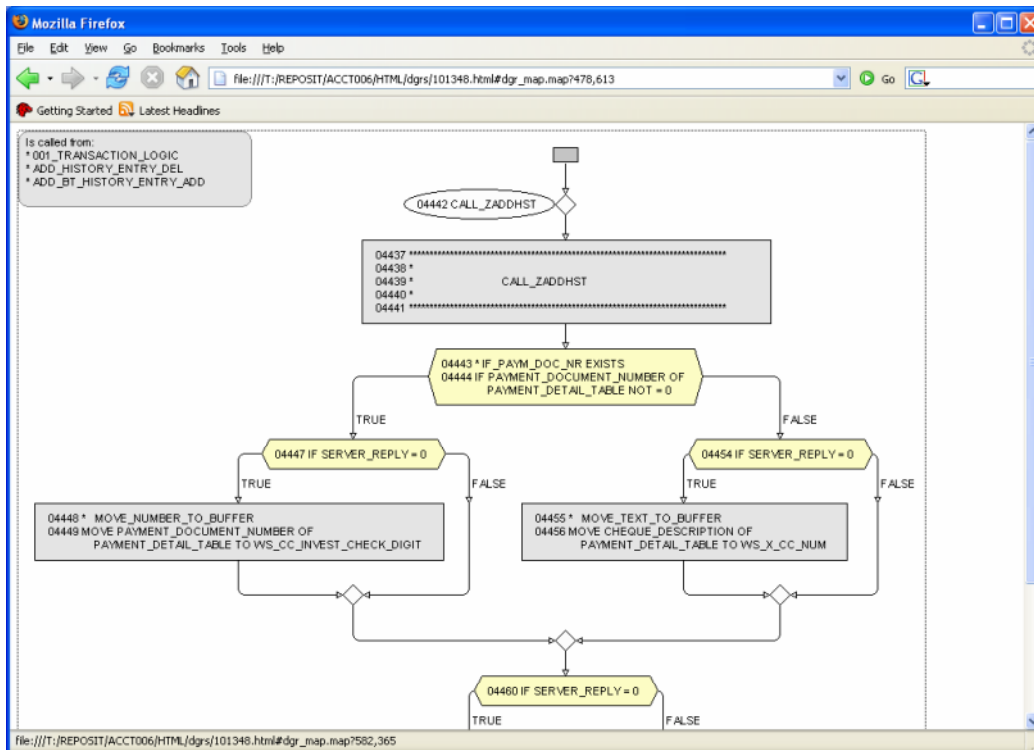 Mozilla Firefox
File Edit View Go Bookmarks Tools Help
file:///T:/REPOSIT/ACCT006/HTML/dgrs/101348.html#dgr_map.map?478,613
Go
G
Getting Started
Latest Headlines
Is called from:
* 001_TRANSACTION_LOGIC
* ADD_HISTORY_ENTRY_DEL
* ADD_BT_HISTORY_ENTRY_ADD
04442 CALL_ZADDHST
04437 ******************************************************************************
04438 *
04439 * CALL_ZADDHST
04440 *
04441 ******************************************************************************
04443 * IF_PAYM_DOC_NR EXISTS
04444 IF PAYMENT_DOCUMENT_NUMBER OF
PAYMENT_DETAIL_TABLE NOT = 0
TRUE
FALSE
04447 IF SERVER_REPLY = 0
04454 IF SERVER_REPLY = 0
TRUE
FALSE
TRUE
FALSE
04448 * MOVE_NUMBER_TO_BUFFER
04449 MOVE PAYMENT_DOCUMENT_NUMBER OF
PAYMENT_DETAIL_TABLE TO WS_CC_INVEST_CHECK_DIGIT
04455 * MOVE_TEXT_TO_BUFFER
04456 MOVE CHEQUE_DESCRIPTION OF
PAYMENT_DETAIL_TABLE TO WS_X_CC_NUM
04460 IF SERVER_REPLY = 0
TRUE
FALSE
file:///T:/REPOSIT/ACCT006/HTML/dgrs/101348.html#dgr_map.map?582,365